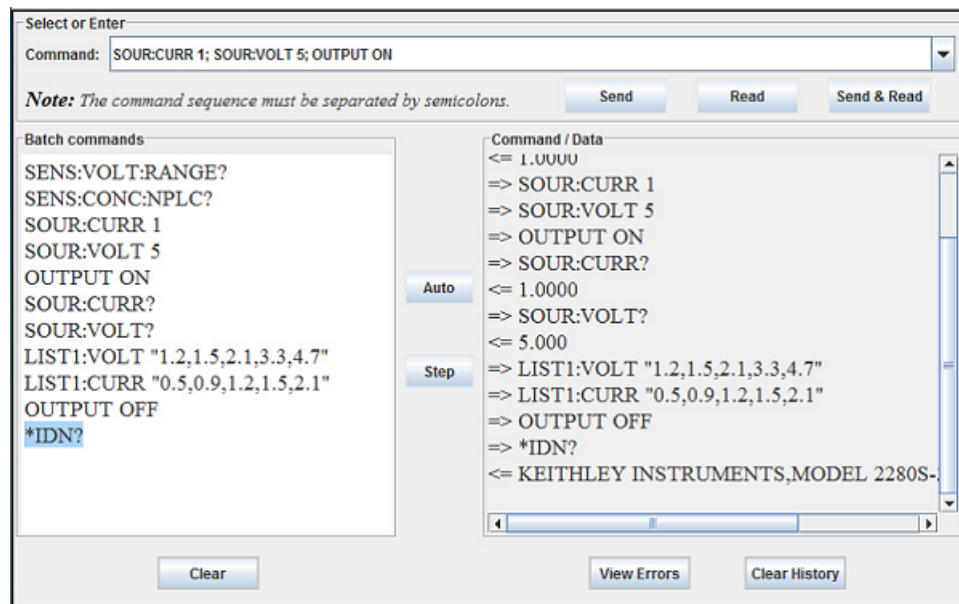 Select or Enter
Command: SOUR:CURR 1; SOUR:VOLT 5; OUTPUT ON
Note: The command sequence must be separated by semicolons.
Send
Read
Send & Read
Batch commands
SENS:VOLT:RANGE?
SENS:CONC:NPLC?
SOUR:CURR 1
SOUR:VOLT 5
OUTPUT ON
SOUR:CURR?
SOUR:VOLT?
LIST1:VOLT "1.2,1.5,2.1,3.3,4.7"
LIST1:CURR "0.5,0.9,1.2,1.5,2.1"
OUTPUT OFF
*IDN?
Auto
Step
Command / Data
<= 1.0000
=> SOUR:CURR 1
=> SOUR:VOLT 5
=> OUTPUT ON
=> SOUR:CURR?
<= 1.0000
=> SOUR:VOLT?
<= 5.000
=> LIST1:VOLT "1.2,1.5,2.1,3.3,4.7"
=> LIST1:CURR "0.5,0.9,1.2,1.5,2.1"
=> OUTPUT OFF
=> *IDN?
<= KEITHLEY INSTRUMENTS,MODEL 2280S-
Clear
View Errors
Clear History